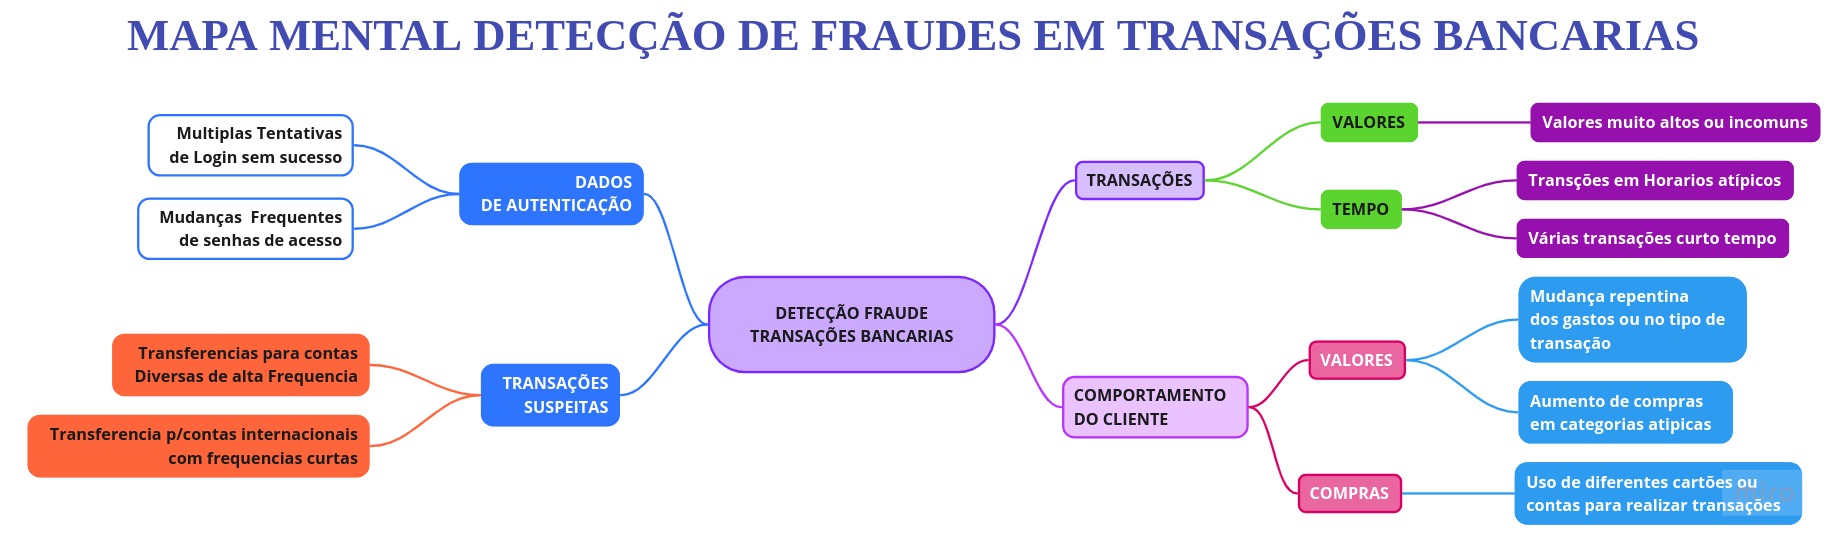 MAPA MENTAL DETECÇÃO DE FRAUDES EM TRANSAÇÕES BANCARIAS
Multiplas Tentativas
de Login sem sucesso
Mudanças Frequentes
de senhas de acesso
DADOS
DE AUTENTICAÇÃO
Transferencias para contas
Diversas de alta Frequencia
Transferencia p/contas internacionais
com frequencias curtas
TRANSAÇÕES
SUSPEITAS
DETECÇÃO FRAUDE
TRANSAÇÕES BANCARIAS
TRANSAÇÕES
VALORES
Valores muito altos ou incomuns
TEMPO
Transções em Horarios atípicos
Várias transações curto tempo
COMPORTAMENTO
DO CLIENTE
VALORES
Mudança repentina
dos gastos ou no tipo de
transação
Aumento de compras
em categorias atipicas
COMPRAS
Uso de diferentes cartões ou
contas para realizar transações